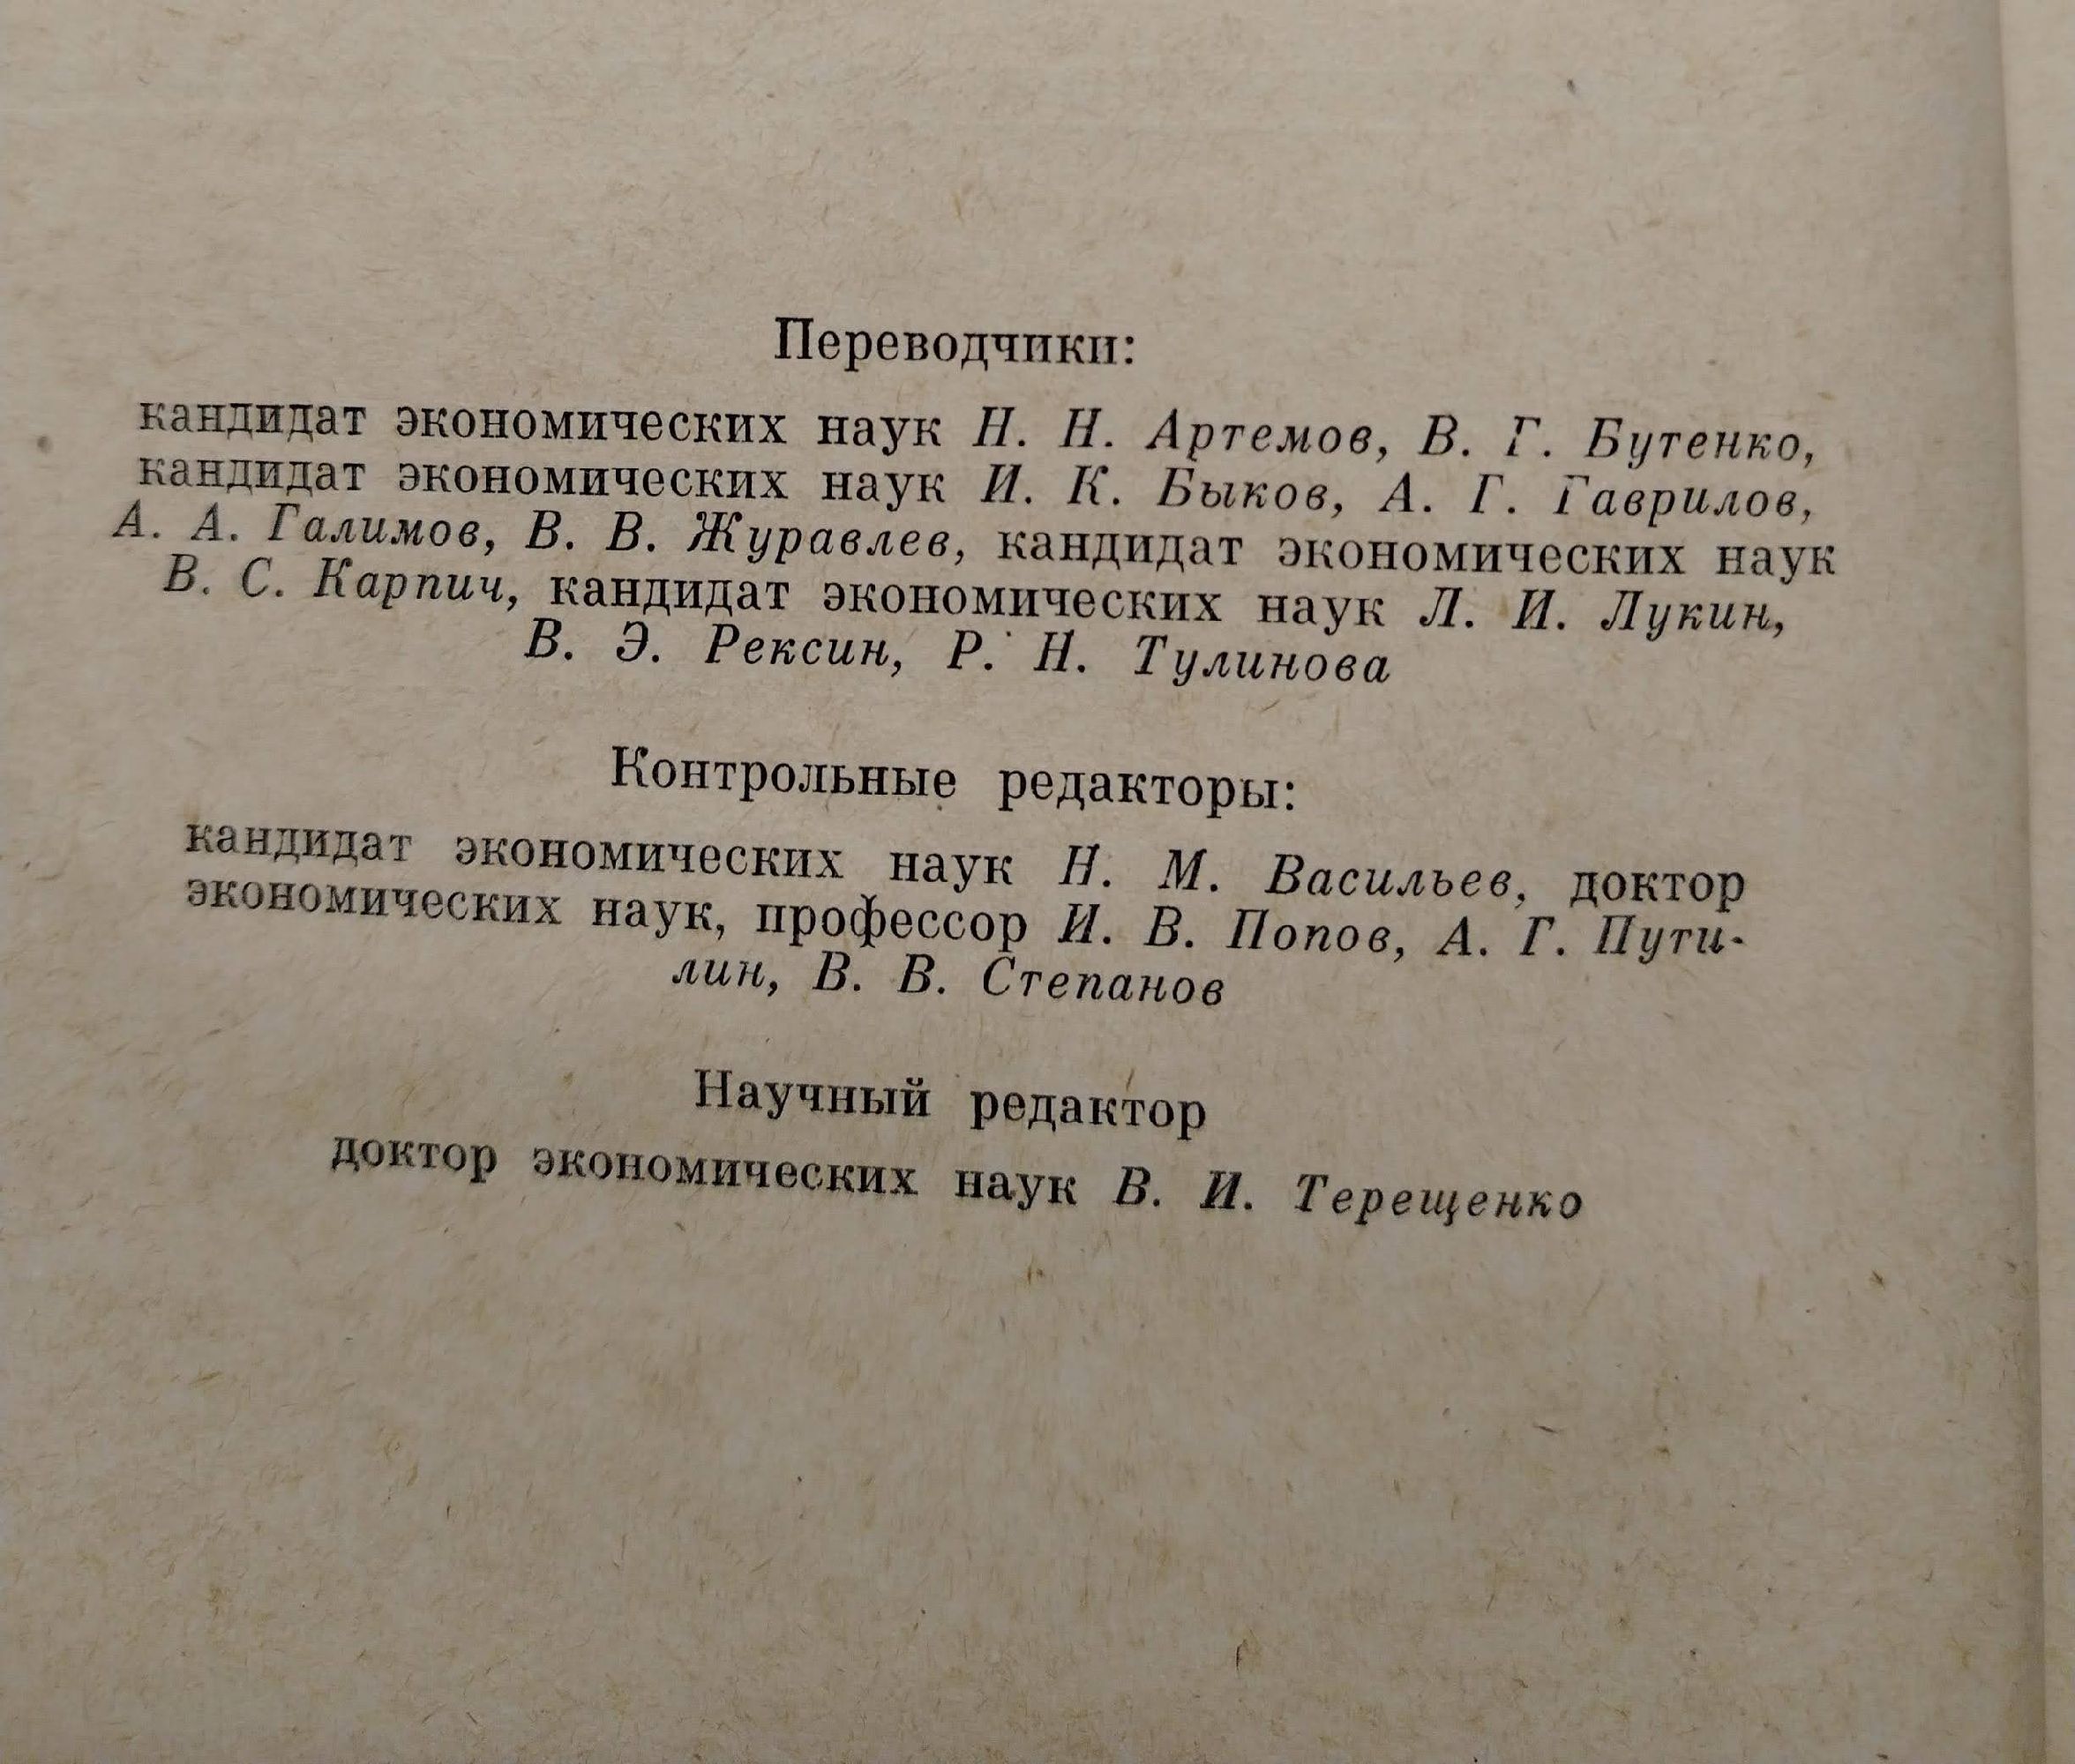 Переводчики:
кандидат экономических наук Н. Н. Артемов, В. Г. Бутенко,
кандидат экономических наук И. К. Быков, А. Г. Гаврилов,
А. А. Галимов, В. В. Журавлев, кандидат экономических наук
В. С. Карпич, кандидат экономических наук Л. И. Лукин,
В. Э. Рексин, Р. Н. Тулинова
Контрольные редакторы:
кандидат экономических наук Н. М. Васильев, доктор
экономических наук, профессор И. В. Попов, А. Г. Пути-
лин, В. В. Степанов
Научный редактор
доктор экономических наук В. И. Терещенко